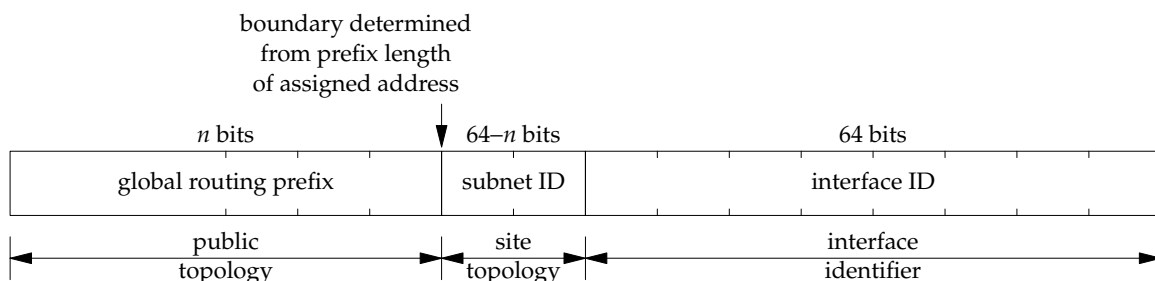 boundary determined
from prefix length
of assigned address
n bits
64–n bits
64 bits
global routing prefix
subnet ID
interface ID
public
topology
site
topology
interface
identifier